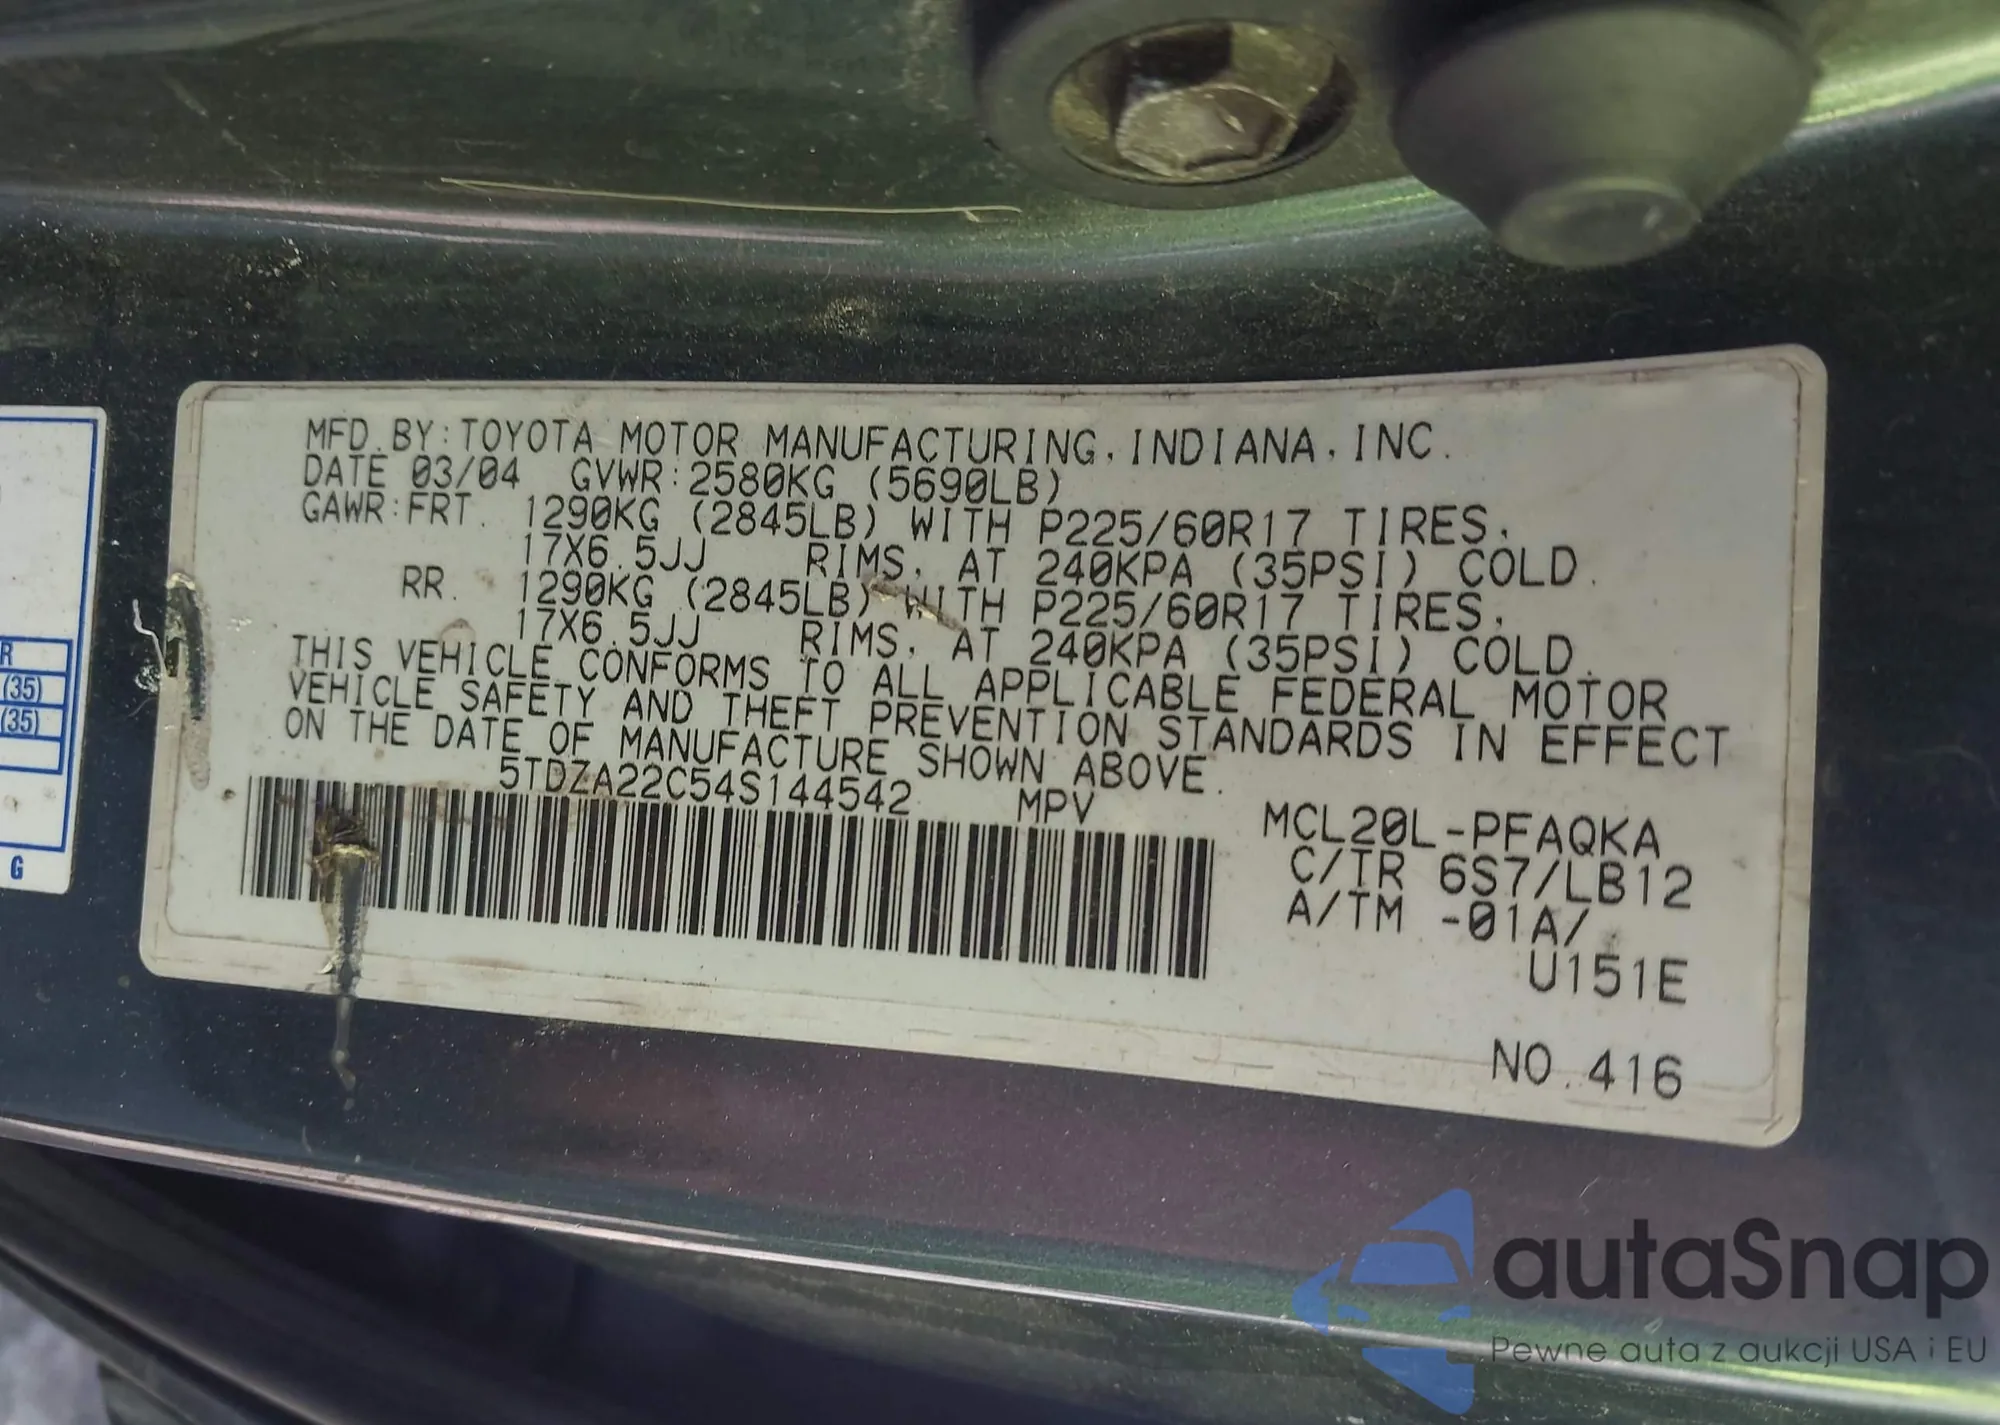 MFD.BY:TOYOTA MOTOR MANUFACTURING,INDIANA,INC.
DATE 03/04 GVWR:2580KG (5690LB)
GAWR:FRT. 1290KG (2845LB) WITH P225/60R17 TIRES,
17X6.5JJ RIMS, AT 240KPA (35PSI) COLD.
RR. 1290KG (2845LB) WITH P225/60R17 TIRES,
17X6.5JJ RIMS, AT 240KPA (35PSI) COLD.
THIS VEHICLE CONFORMS TO ALL APPLICABLE FEDERAL MOTOR
VEHICLE SAFETY AND THEFT PREVENTION STANDARDS IN EFFECT
ON THE DATE OF MANUFACTURE SHOWN ABOVE.
5TDZA22C54S144542 MPV
MCL20L-PFAQKA
C/TR 6S7/LB12
A/TM -01A/
U151E
NO.416
R
(35)
(35)
G
autaSnap
Pewne auta z aukcji USA i EU